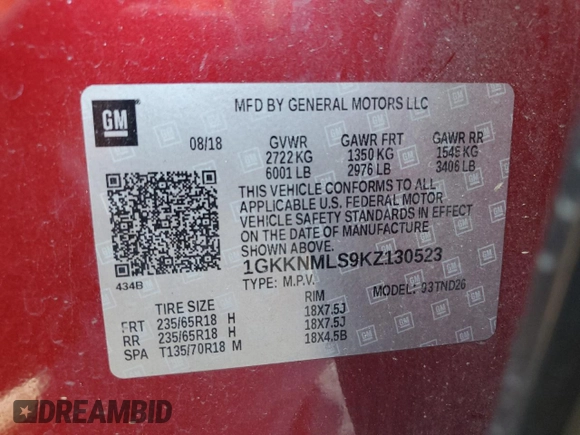 GM
MFD BY GENERAL MOTORS LLC
08/18 GVWR GAWR FRT GAWR RR
2722 KG 1350 KG 1545 KG
6001 LB 2976 LB 3406 LB
THIS VEHICLE CONFORMS TO ALL
APPLICABLE U.S. FEDERAL MOTOR
VEHICLE SAFETY STANDARDS IN EFFECT
ON THE DATE OF MANUFACTURE
SHOWN ABOVE.
434B
1GKKNMLS9KZ130523
TYPE: M.P.V. MODEL: 93TND26
TIRE SIZE RIM
FRT 235/65R18 H 18X7.5J
RR 235/65R18 H 18X7.5J
SPA T135/70R18 M 18X4.5B
DREAMBID